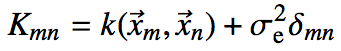 $K_{mn} = k(\vec{x}_m, \vec{x}_n) + \sigma_e^2 \delta_{mn}$